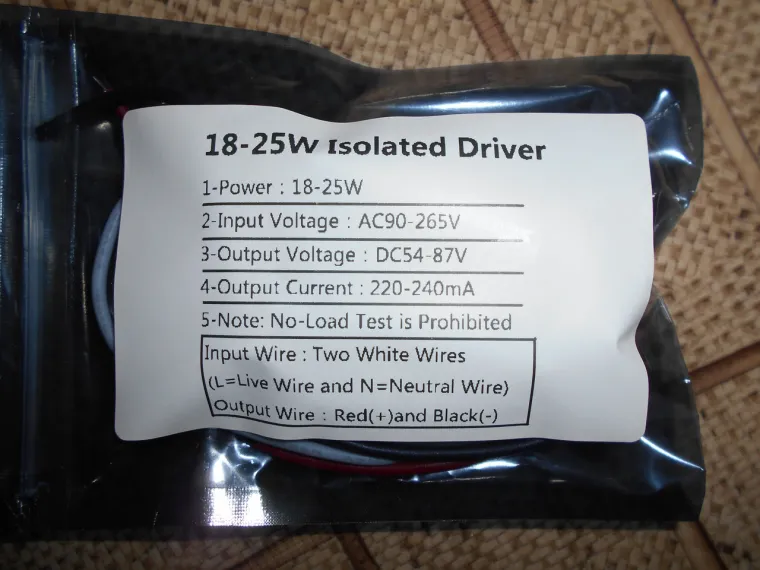 18-25W Isolated Driver
1-Power : 18-25W
2-Input Voltage : AC90-265V
3-Output Voltage : DC54-87V
4-Output Current : 220-240mA
5-Note: No-Load Test is Prohibited
Input Wire : Two White Wires
(L=Live Wire and N=Neutral Wire)
Output Wire : Red(+)and Black(-)